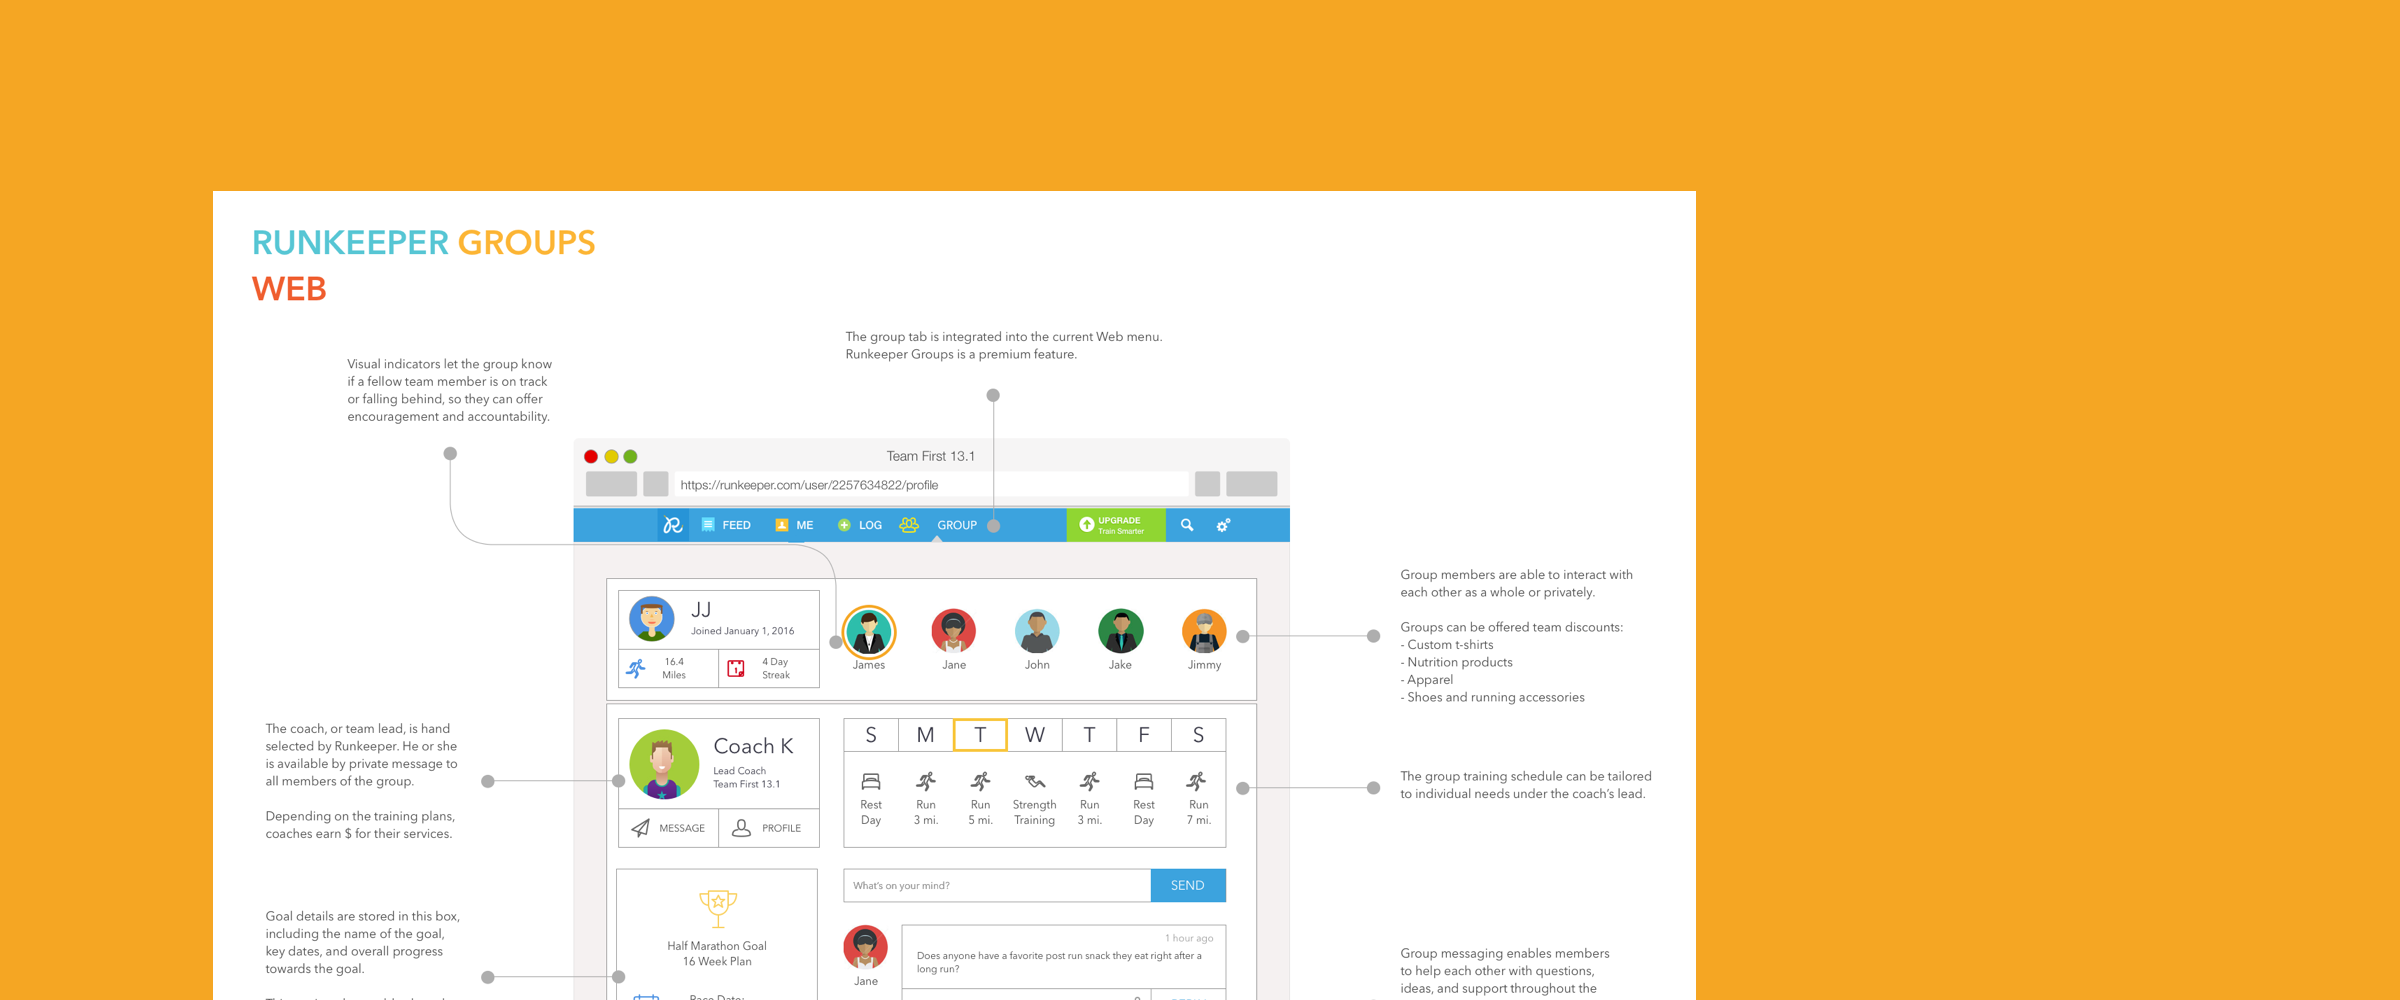 RUNKEEPER GROUPS
WEB
The group tab is integrated into the current Web menu.
Runkeeper Groups is a premium feature.
Visual indicators let the group know
if a fellow team member is on track
or falling behind, so they can offer
encouragement and accountability.
Team First 13.1
https://runkeeper.com/user/2257634822/profile
FEED
ME
LOG
GROUP
UPGRADE
Train Smarter
JJ
Joined January 1, 2016
16.4
Miles
1
4 Day
Streak
James
Jane
John
Jake
Jimmy
Group members are able to interact with
each other as a whole or privately.
Groups can be offered team discounts:
- Custom t-shirts
- Nutrition products
- Apparel
- Shoes and running accessories
The coach, or team lead, is hand
selected by Runkeeper. He or she
is available by private message to
all members of the group.
Depending on the training plans,
coaches earn $ for their services.
Coach K
Lead Coach
Team First 13.1
MESSAGE
PROFILE
S M T W T F S
Rest Day
Run 3 mi.
Run 5 mi.
Strength Training
Run 3 mi.
Rest Day
Run 7 mi.
The group training schedule can be tailored
to individual needs under the coach's lead.
What's on your mind?
SEND
Goal details are stored in this box,
including the name of the goal,
key dates, and overall progress
towards the goal.
Half Marathon Goal
16 Week Plan
Race Date:
1 hour ago
Does anyone have a favorite post run snack they eat right after a
long run?
Jane
Group messaging enables members
to help each other with questions,
ideas, and support throughout the